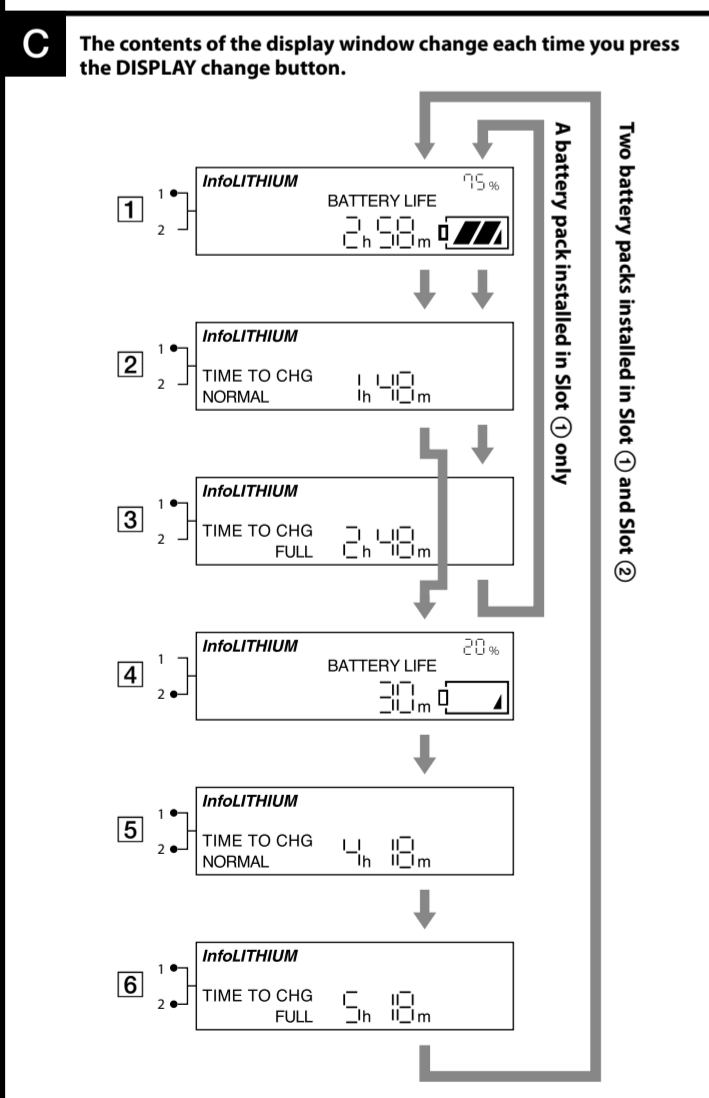 C
The contents of the display window change each time you press
the DISPLAY change button.
A battery pack installed in Slot ① only
Two battery packs installed in Slot ① and Slot ②
1
1
2
InfoLITHIUM
75%
BATTERY LIFE
2h 58m
2
1
2
InfoLITHIUM
TIME TO CHG
NORMAL 1h 48m
3
1
2
InfoLITHIUM
TIME TO CHG
FULL 2h 48m
4
1
2
InfoLITHIUM
20%
BATTERY LIFE
30m
5
1
2
InfoLITHIUM
TIME TO CHG
NORMAL 4h 18m
6
1
2
InfoLITHIUM
TIME TO CHG
FULL 5h 18m